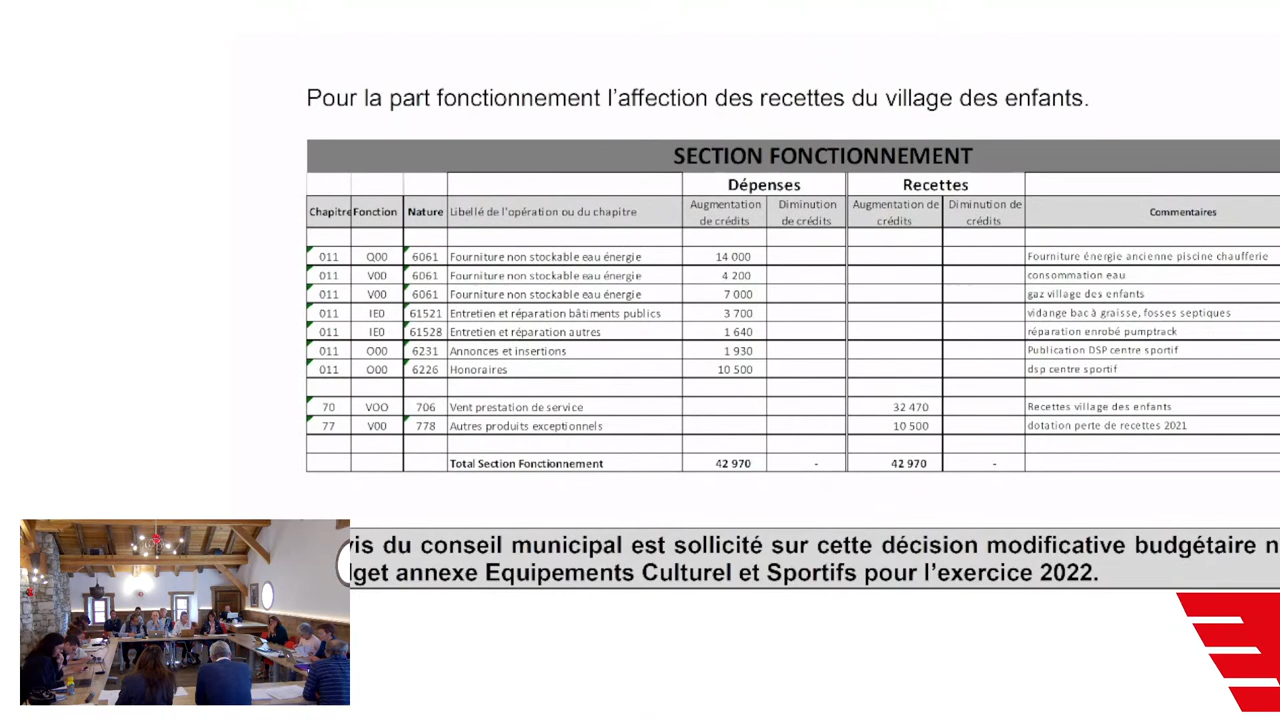 Pour la part fonctionnement l'affection des recettes du village des enfants.
SECTION FONCTIONNEMENT
Dépenses Recettes
Chapitre Fonction Nature Libellé de l'opération ou du chapitre Augmentation de crédits Diminution de crédits Augmentation de crédits Diminution de crédits Commentaires
011 Q00 6061 Fourniture non stockable eau énergie 14 000 Fourniture énergie ancienne piscine chaufferie
011 V00 6061 Fourniture non stockable eau énergie 4 200 consommation eau
011 V00 6061 Fourniture non stockable eau énergie 7 000 gaz village des enfants
011 IE0 61521 Entretien et réparation bâtiments publics 3 700 vidange bac à graisse, fosses septiques
011 IE0 61528 Entretien et réparation autres 1 640 réparation enrobé pumptrack
011 O00 6231 Annonces et insertions 1 930 Publication DSP centre sportif
011 O00 6226 Honoraires 10 500 dsp centre sportif
70 VOO 706 Vent prestation de service 32 470 Recettes village des enfants
77 V00 778 Autres produits exceptionnels 10 500 dotation perte de recettes 2021
Total Section Fonctionnement 42 970 - 42 970 -
vis du conseil municipal est sollicité sur cette décision modificative budgétaire n
get annexe Equipements Culturel et Sportifs pour l'exercice 2022.